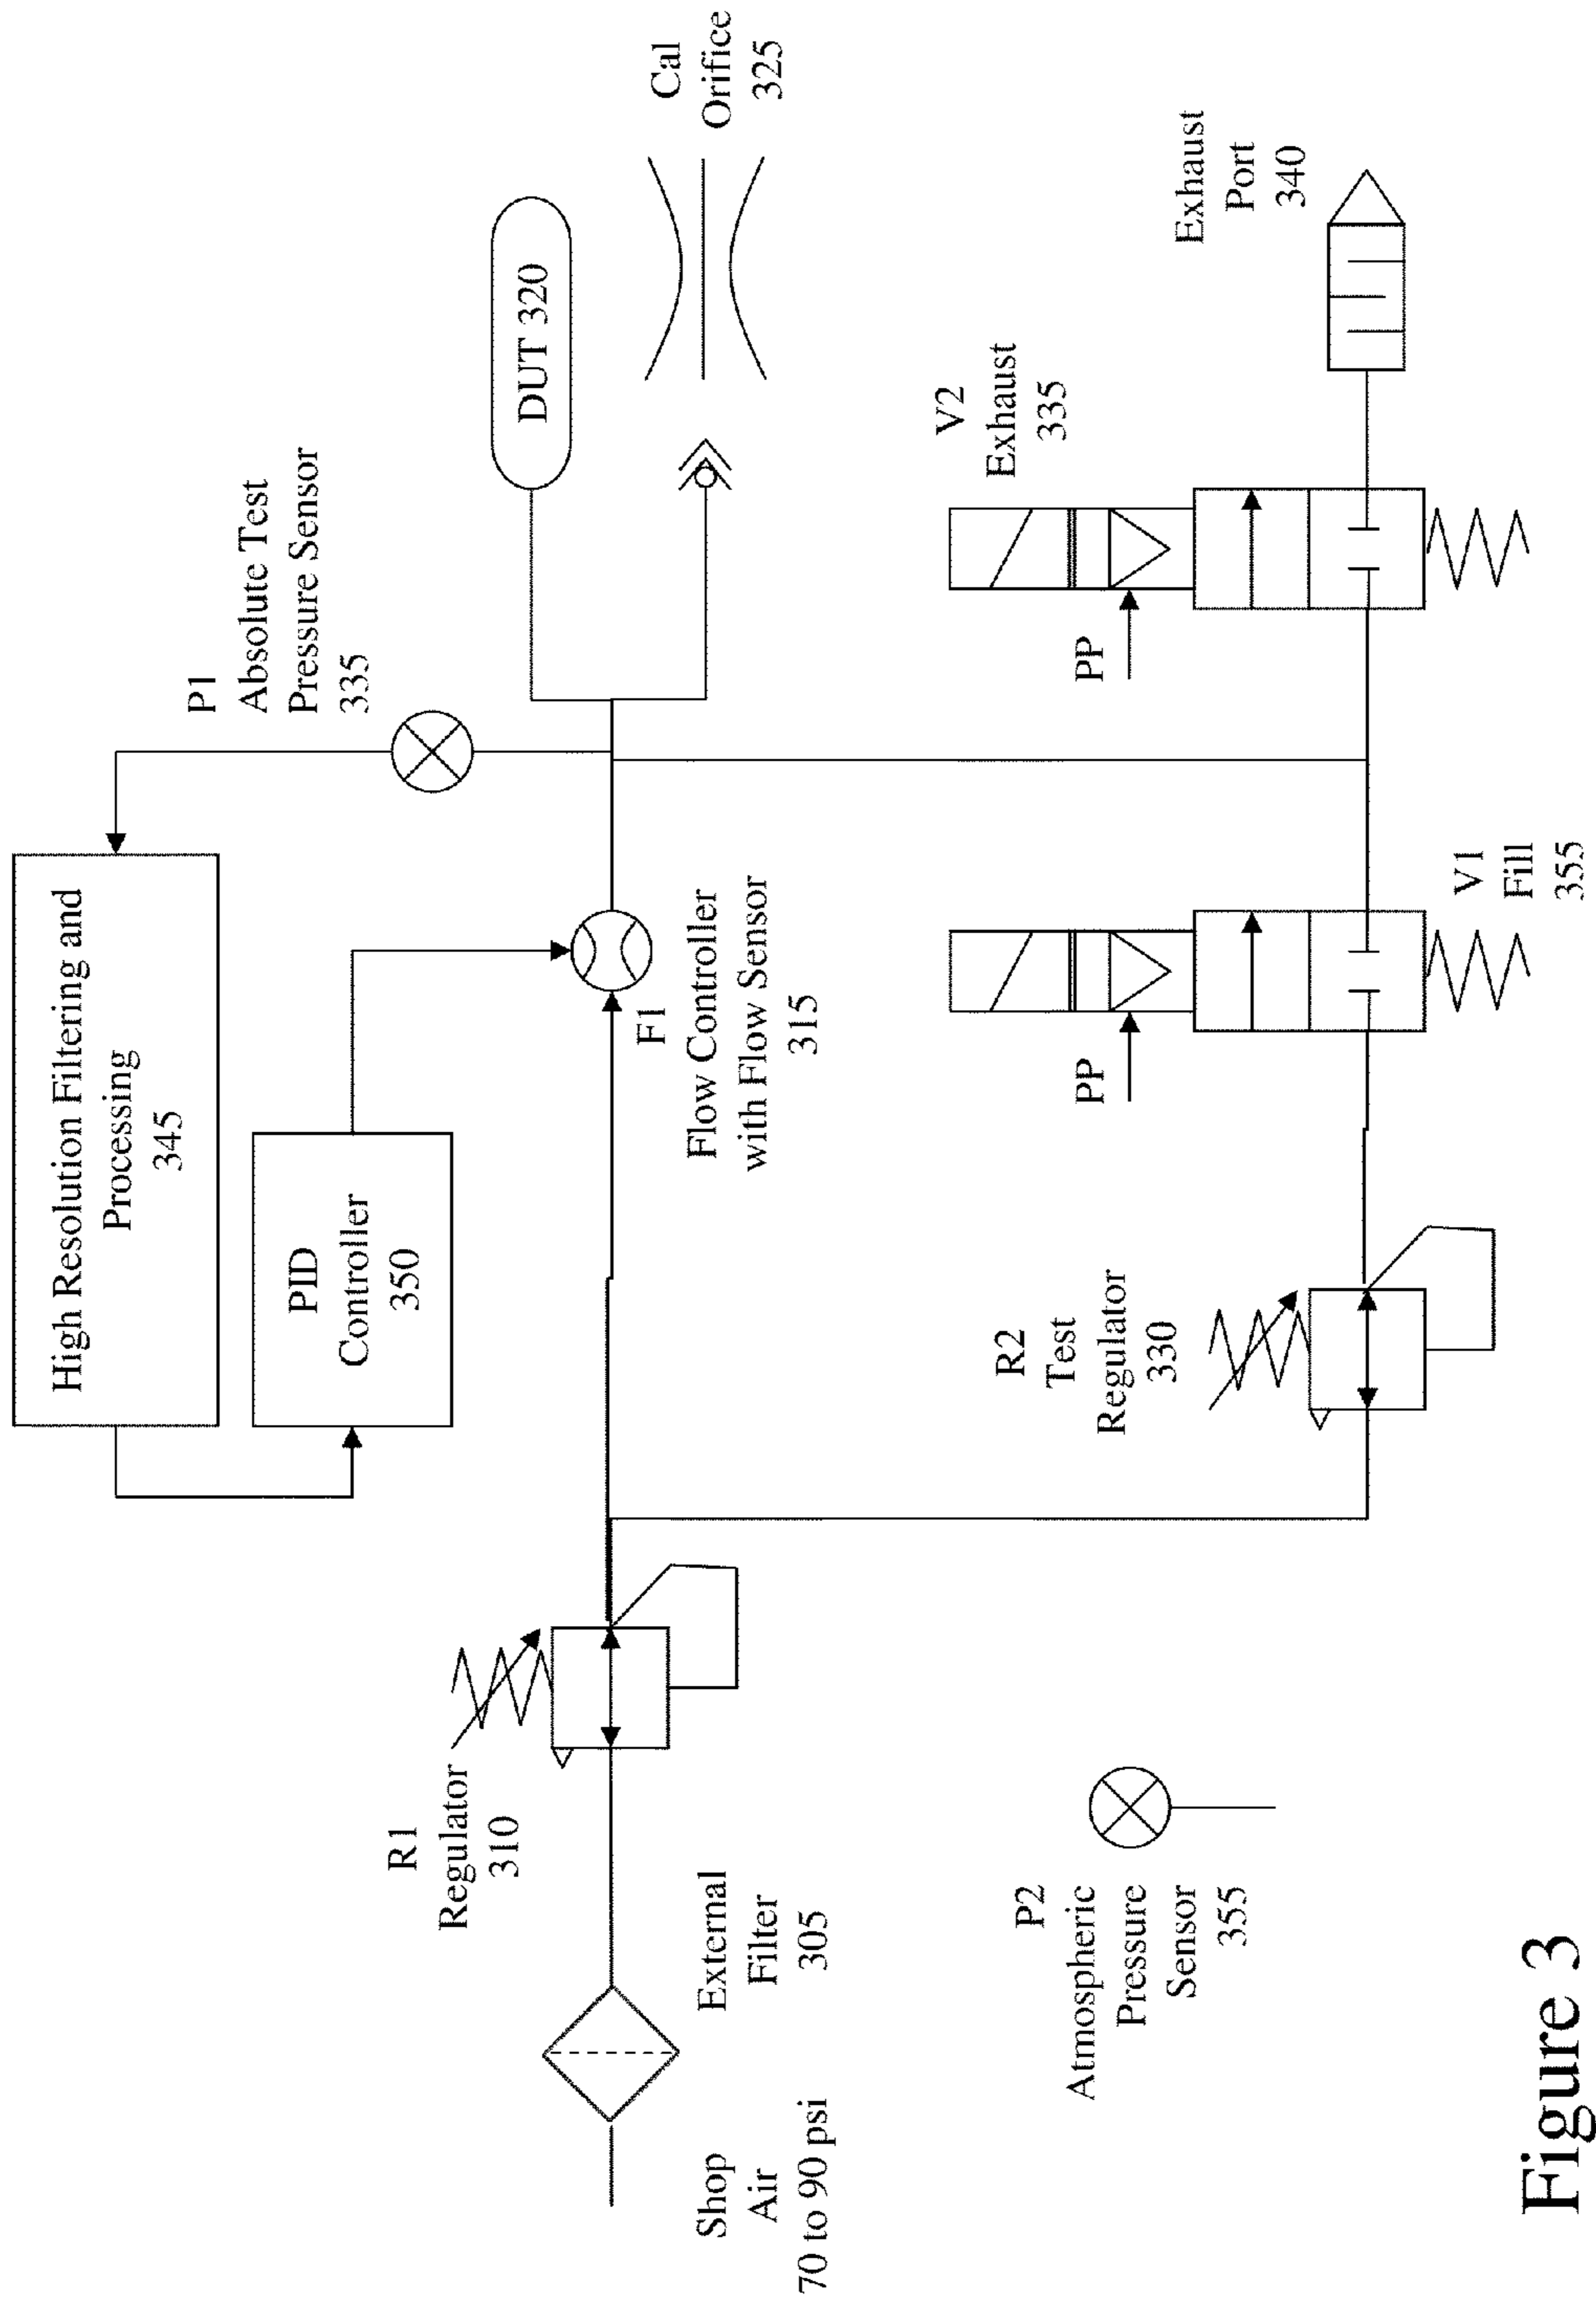 High Resolution Filtering and
Processing
345
PID
Controller
350
P1
Absolute Test
Pressure Sensor
335
DUT 320
Cal
Orifice
325
R1
Regulator
310
F1
Flow Controller
with Flow Sensor
315
Shop
Air
70 to 90 psi
External
Filter
305
V2
Exhaust
335
Exhaust
Port
340
R2
Test
Regulator
330
PP
PP
P2
Atmospheric
Pressure
Sensor
355
V1
Fill
355
Figure 3